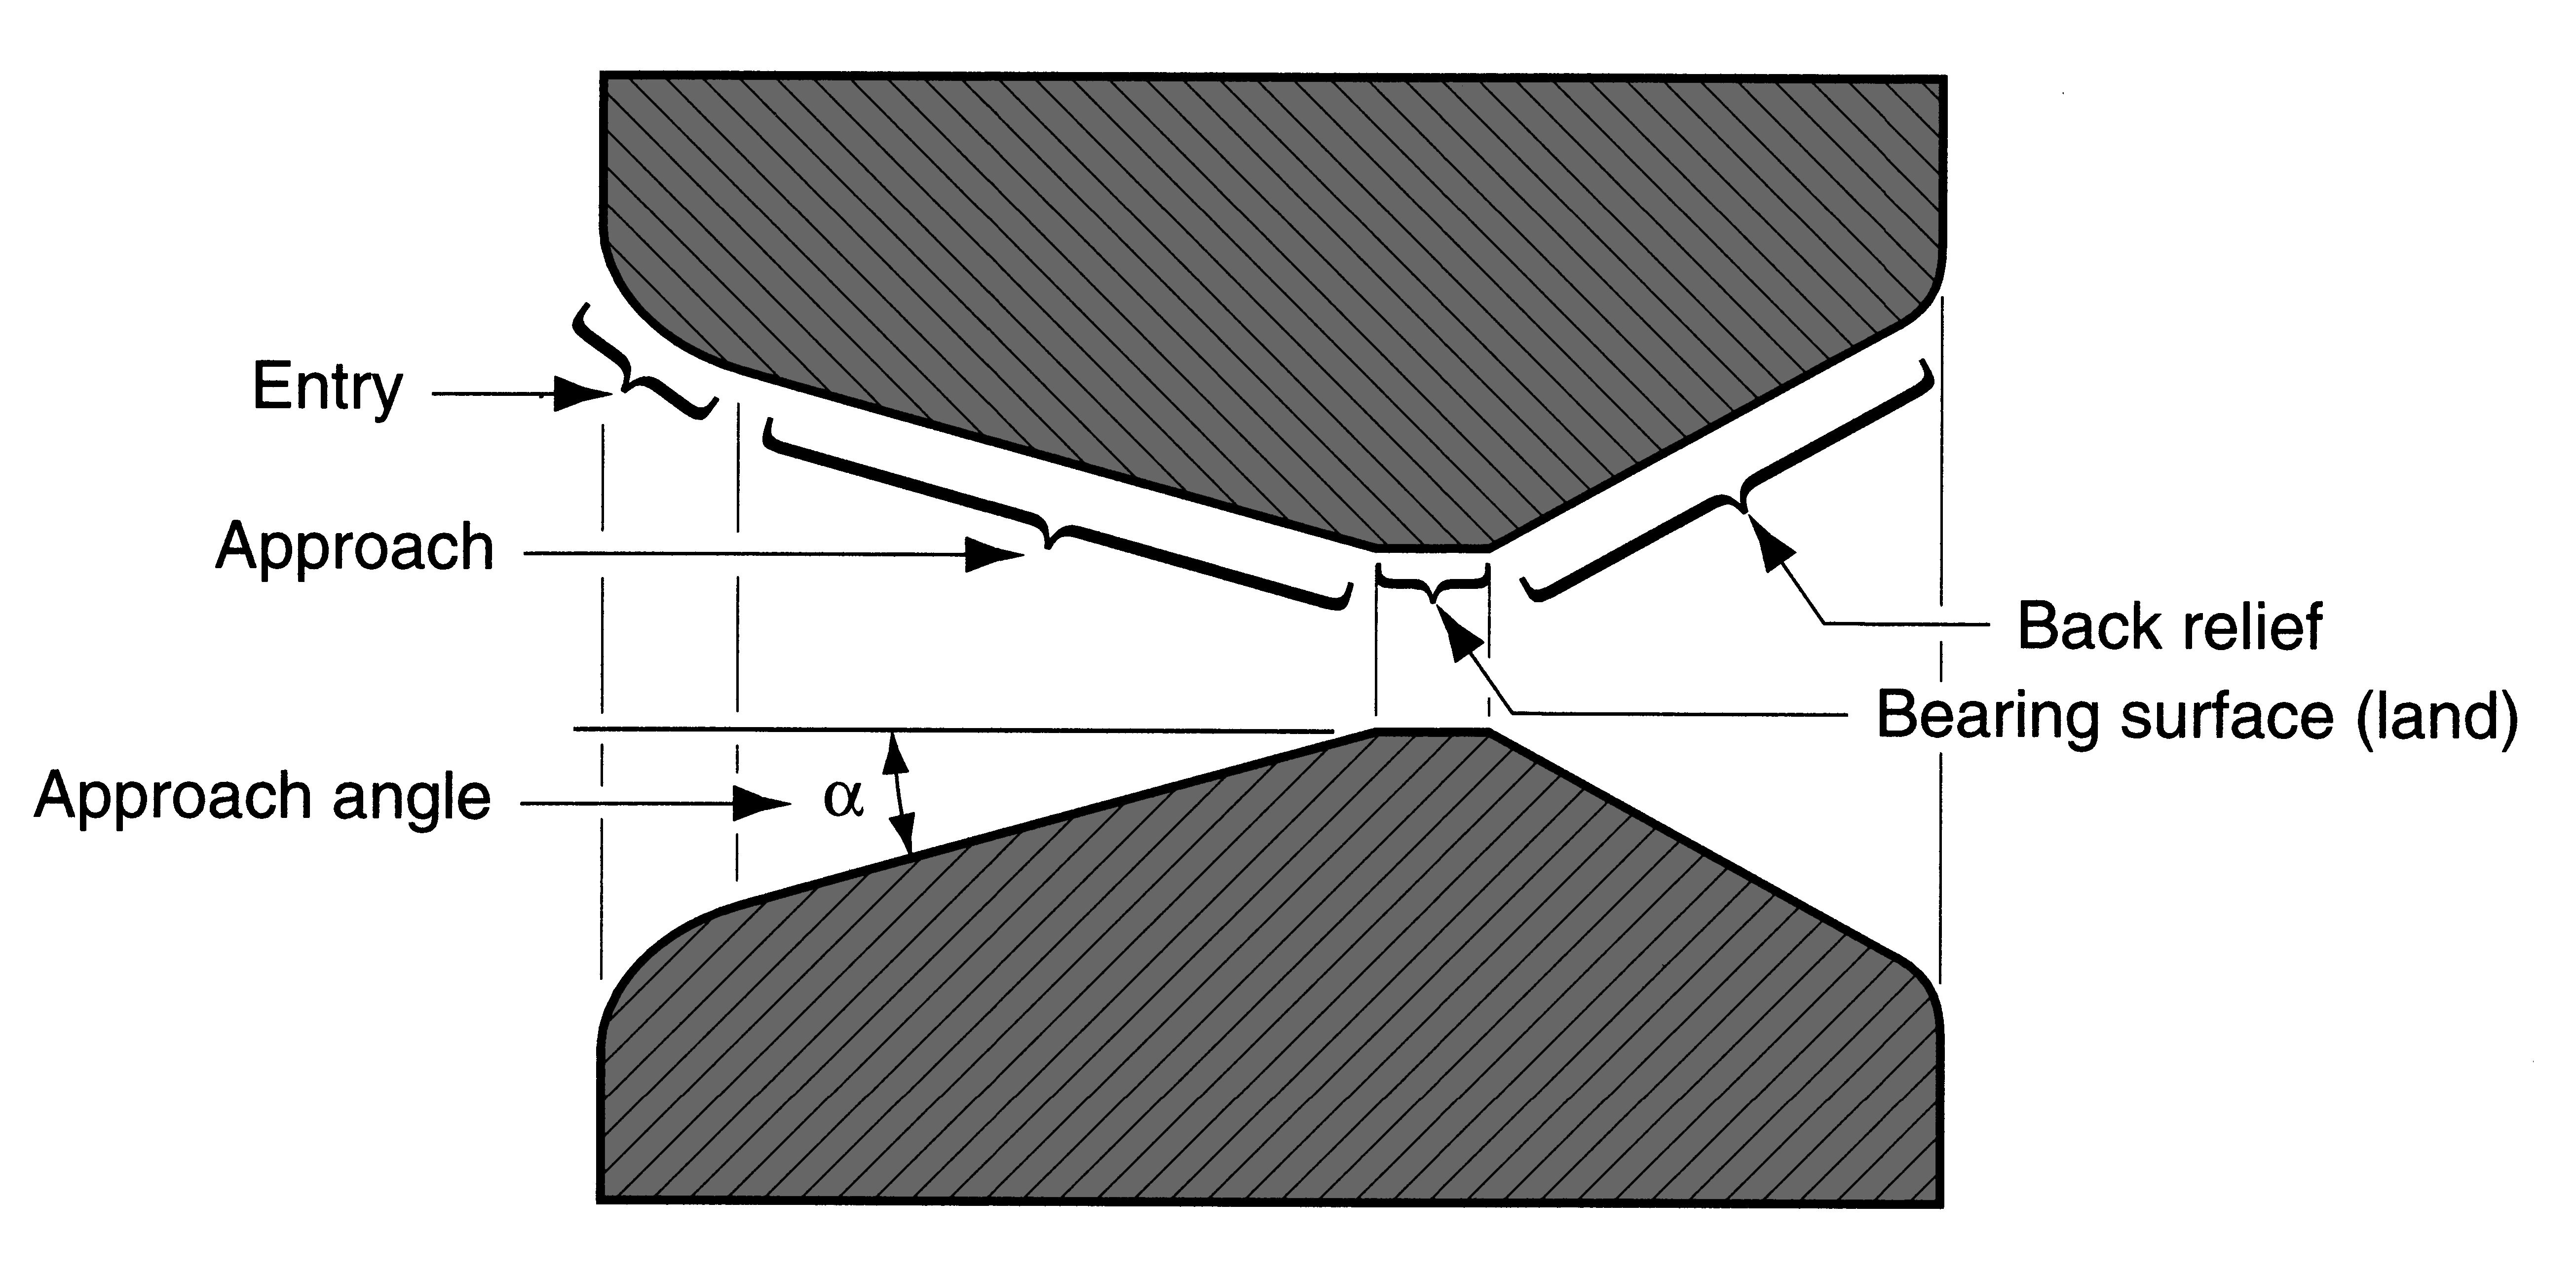 Entry
Approach
Back relief
Bearing surface (land)
Approach angle
α